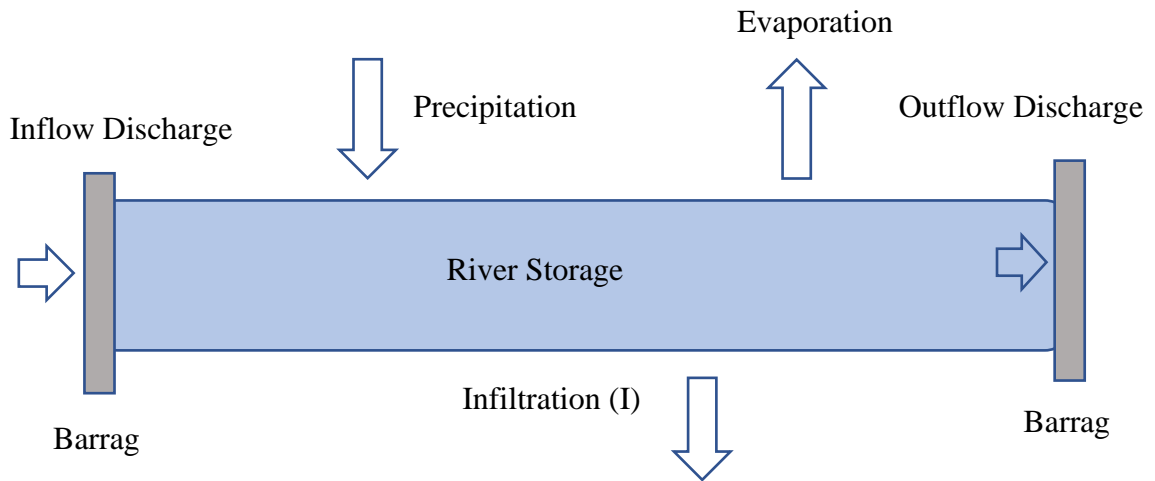 Evaporation
Precipitation
Outflow Discharge
Inflow Discharge
River Storage
Infiltration (I)
Barrag
Barrag